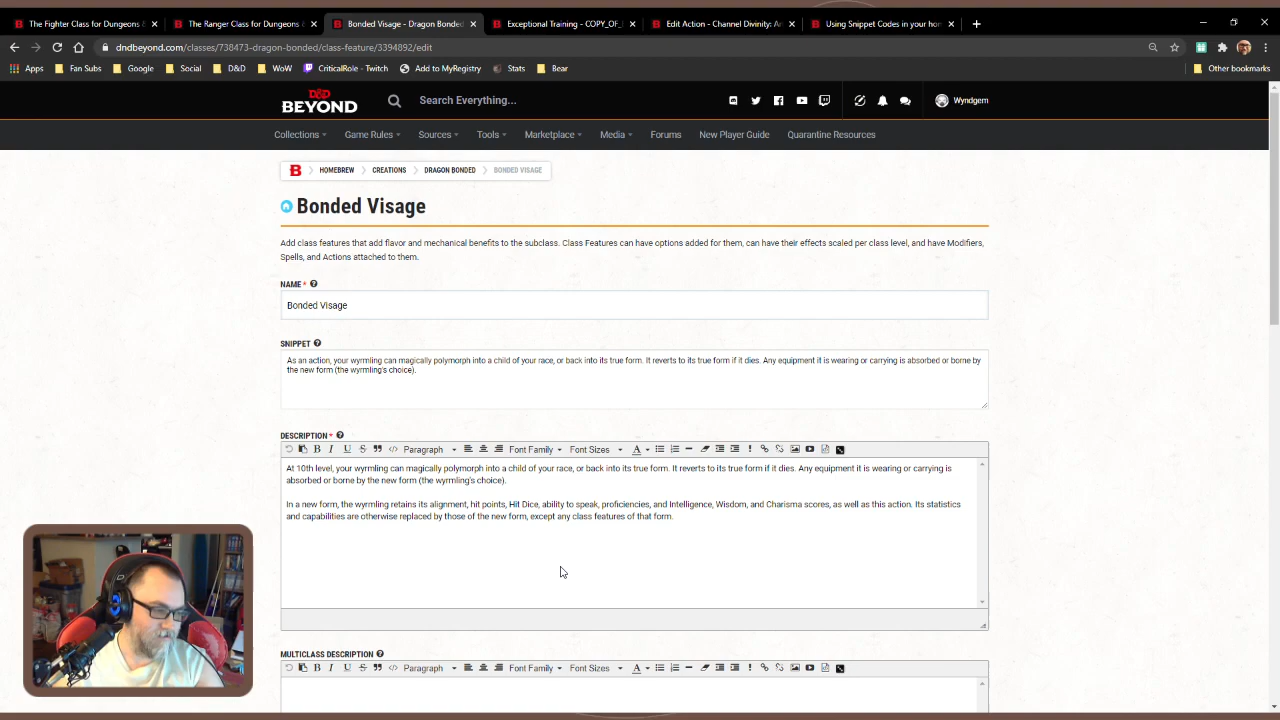 The Fighter Class for Dungeons &
The Ranger Class for Dungeons &
Bonded Visage - Dragon Bonded
Exceptional Training - COPY_OF_
Edit Action - Channel Divinity: A
Using Snippet Codes in your hom
dndbeyond.com/classes/738473-dragon-bonded/class-feature/3394892/edit
Apps
Fan Subs
Google
Social
D&D
WoW
CriticalRole - Twitch
Add to MyRegistry
Stats
Bear
Other bookmarks
D&D
BEYOND
Search Everything...
Wyndgem
Collections
Game Rules
Sources
Tools
Marketplace
Media
Forums
New Player Guide
Quarantine Resources
B
HOMEBREW
CREATIONS
DRAGON BONDED
BONDED VISAGE
Bonded Visage
Add class features that add flavor and mechanical benefits to the subclass. Class Features can have options added for them, can have their effects scaled per class level, and have Modifiers,
Spells, and Actions attached to them.
NAME *
Bonded Visage
SNIPPET
As an action, your wyrmling can magically polymorph into a child of your race, or back into its true form. It reverts to its true form if it dies. Any equipment it is wearing or carrying is absorbed or borne by
the new form (the wyrmling's choice).
DESCRIPTION *
B I U S Paragraph Font Family Font Sizes A
At 10th level, your wyrmling can magically polymorph into a child of your race, or back into its true form. It reverts to its true form if it dies. Any equipment it is wearing or carrying is
absorbed or borne by the new form (the wyrmling's choice).
In a new form, the wyrmling retains its alignment, hit points, Hit Dice, ability to speak, proficiencies, and Intelligence, Wisdom, and Charisma scores, as well as this action. Its statistics
and capabilities are otherwise replaced by those of the new form, except any class features of that form.
MULTICLASS DESCRIPTION
B I U S Paragraph Font Family Font Sizes A